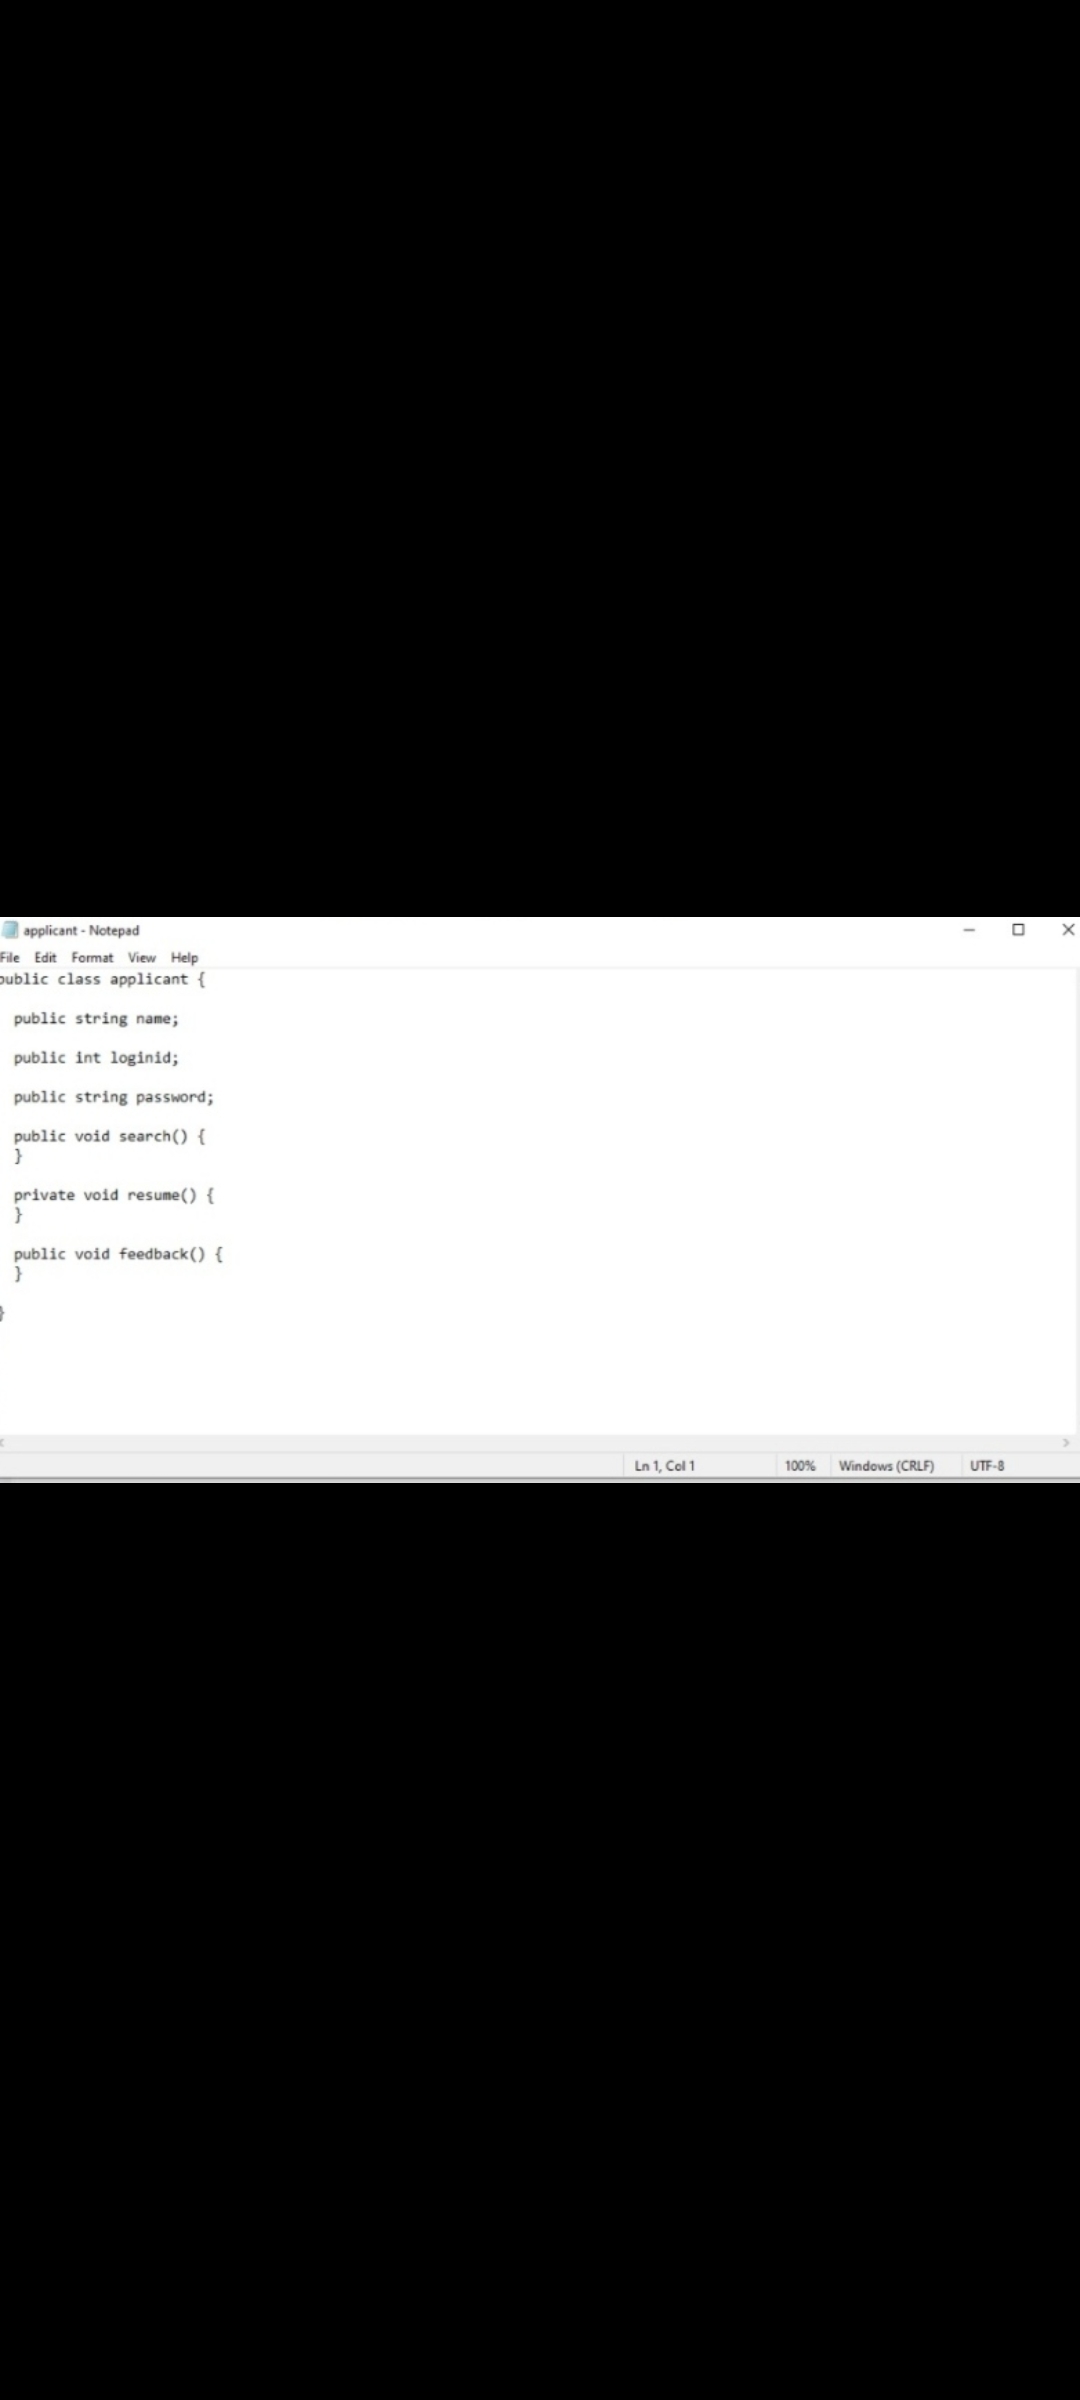 applicant - Notepad
File Edit Format View Help
public class applicant {
public string name;
public int loginid;
public string password;
public void search() {
}
private void resume() {
}
public void feedback() {
}
}
Ln 1, Col 1 100% Windows (CRLF) UTF-8